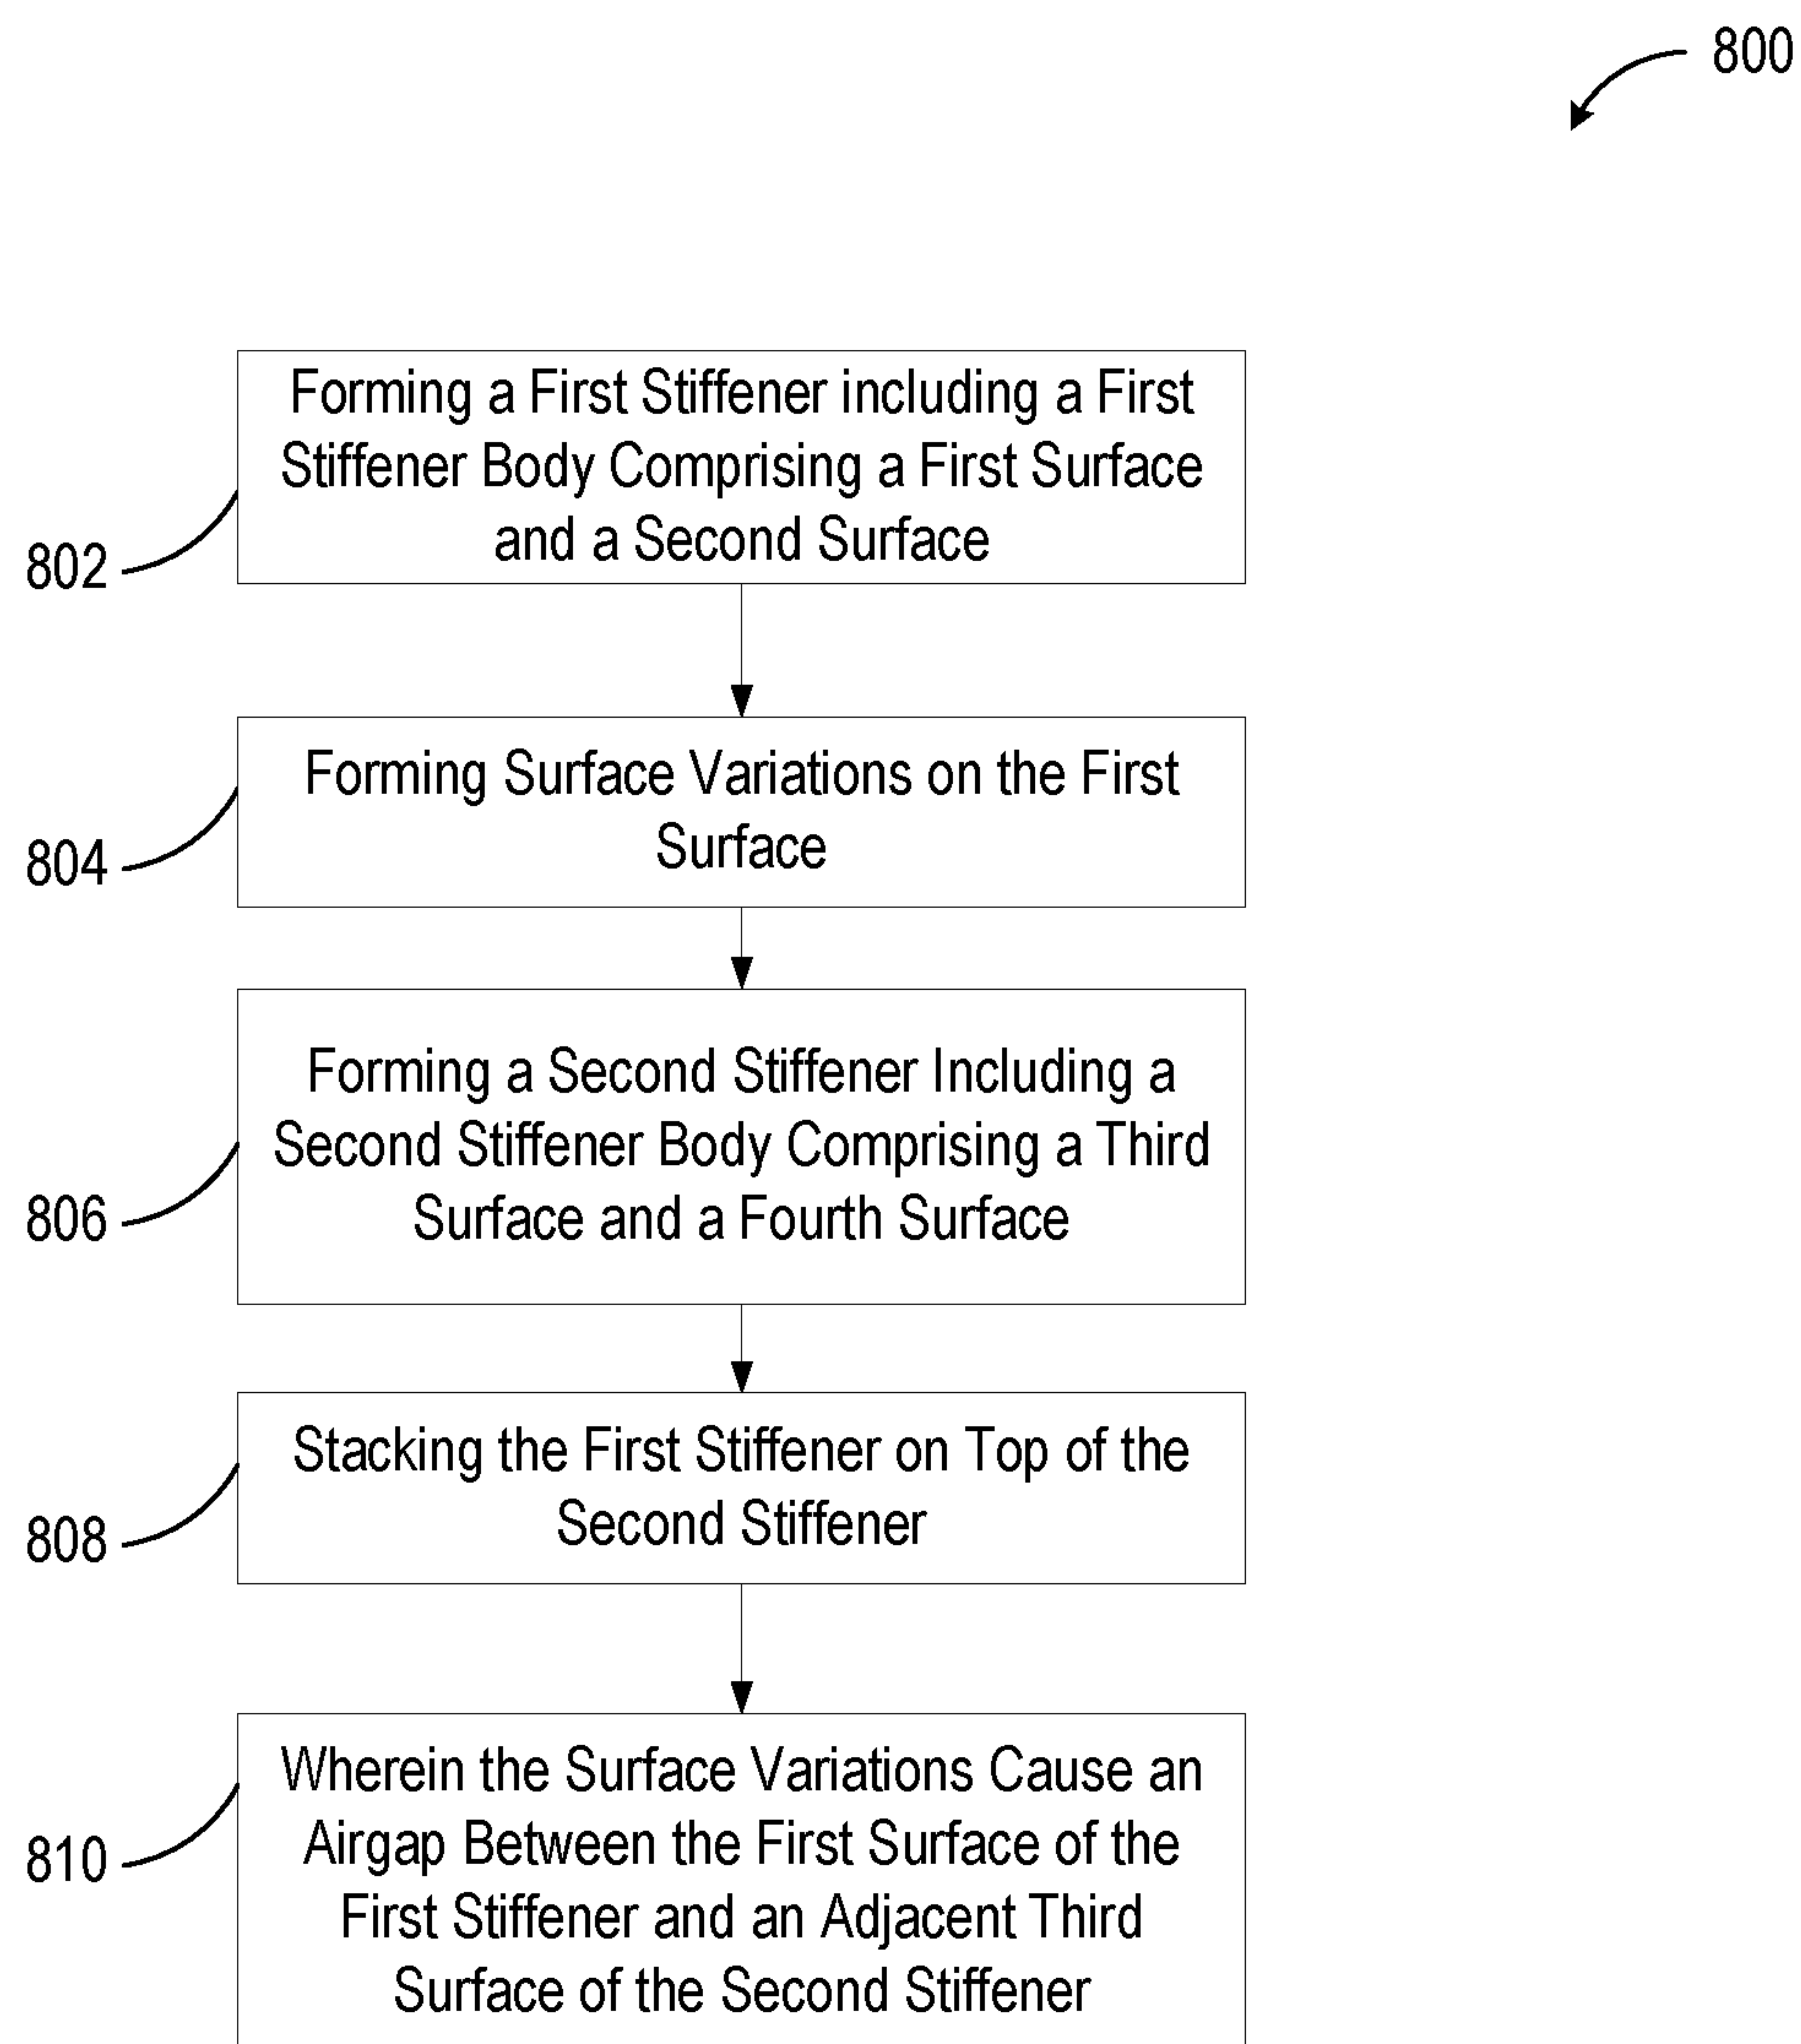 800
Forming a First Stiffener including a First
Stiffener Body Comprising a First Surface
and a Second Surface
802
Forming Surface Variations on the First
Surface
804
Forming a Second Stiffener Including a
Second Stiffener Body Comprising a Third
Surface and a Fourth Surface
806
Stacking the First Stiffener on Top of the
Second Stiffener
808
Wherein the Surface Variations Cause an
Airgap Between the First Surface of the
First Stiffener and an Adjacent Third
Surface of the Second Stiffener
810